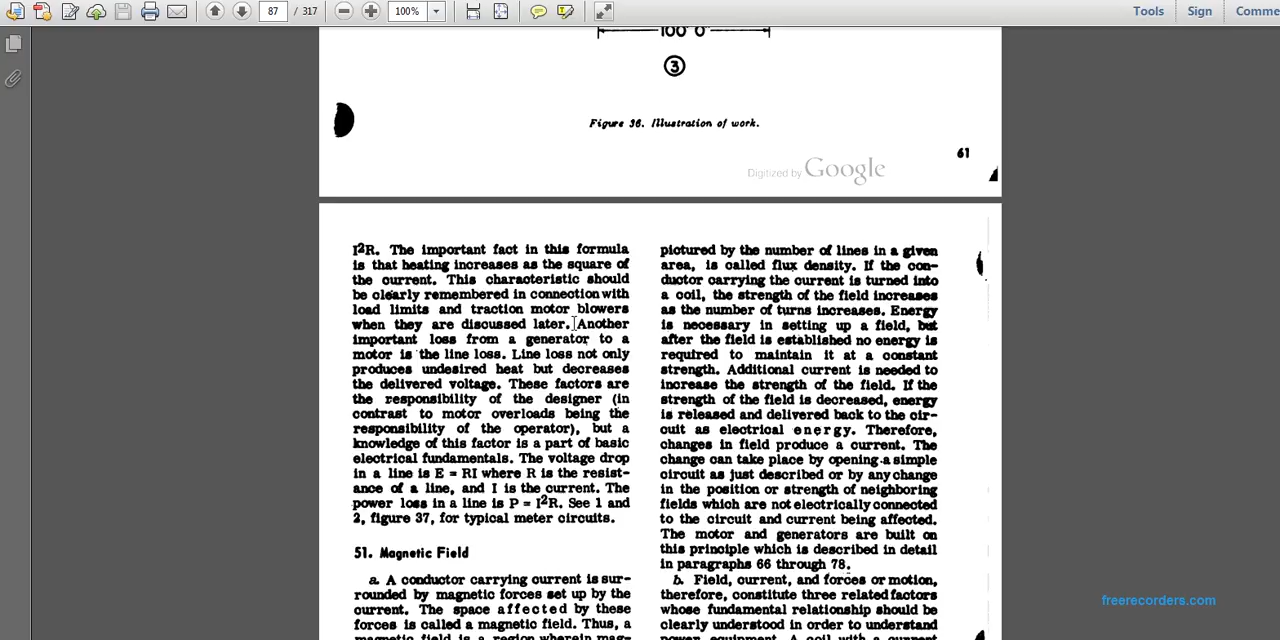 87 / 317
100%
Tools
Sign
Comme
100' 0"
3
Figure 36. Illustration of work.
Digitized by Google
61
I²R. The important fact in this formula
is that heating increases as the square of
the current. This characteristic should
be clearly remembered in connection with
load limits and traction motor blowers
when they are discussed later. Another
important loss from a generator to a
motor is the line loss. Line loss not only
produces undesired heat but decreases
the delivered voltage. These factors are
the responsibility of the designer (in
contrast to motor overloads being the
responsibility of the operator), but a
knowledge of this factor is a part of basic
electrical fundamentals. The voltage drop
in a line is E = RI where R is the resist-
ance of a line, and I is the current. The
power loss in a line is P = I²R. See 1 and
2, figure 37, for typical meter circuits.
51. Magnetic Field
a. A conductor carrying current is sur-
rounded by magnetic forces set up by the
current. The space affected by these
forces is called a magnetic field. Thus, a
magnetic field is a region wherein mag-
pictured by the number of lines in a given
area, is called flux density. If the con-
ductor carrying the current is turned into
a coil, the strength of the field increases
as the number of turns increases. Energy
is necessary in setting up a field, but
after the field is established no energy is
required to maintain it at a constant
strength. Additional current is needed to
increase the strength of the field. If the
strength of the field is decreased, energy
is released and delivered back to the cir-
cuit as electrical energy. Therefore,
changes in field produce a current. The
change can take place by opening a simple
circuit as just described or by any change
in the position or strength of neighboring
fields which are not electrically connected
to the circuit and current being affected.
The motor and generators are built on
this principle which is described in detail
in paragraphs 66 through 78.
b. Field, current, and forces or motion,
therefore, constitute three related factors
whose fundamental relationship should be
clearly understood in order to understand
power equipment. A coil with a current
freerecorders.com